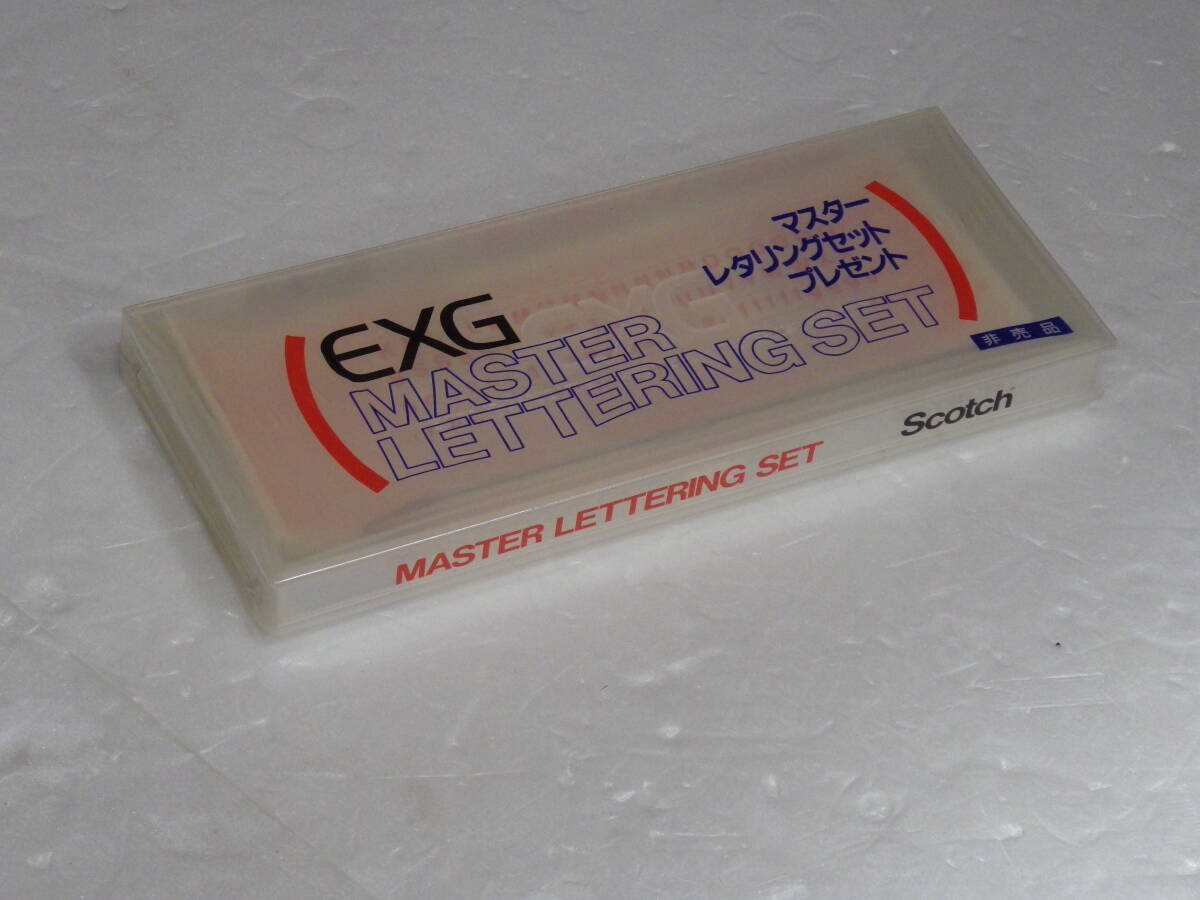 EXG
MASTER
LETTERING SET
マスター
レタリングセット
プレゼント
非売品
EXG
MASTER LETTERING SET
Scotch